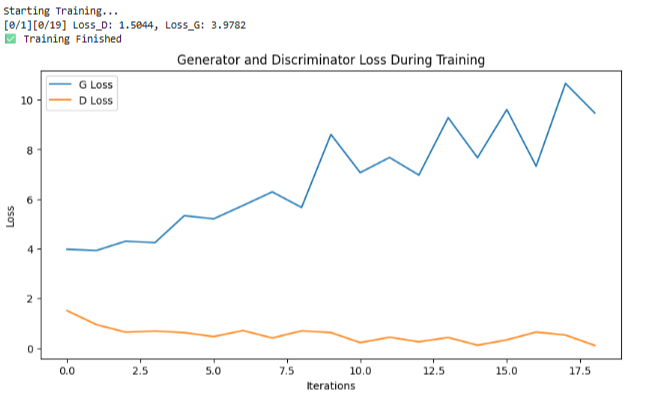 Starting Training...
[0/1][0/19] Loss_D: 1.5044, Loss_G: 3.9782
✅ Training Finished
Generator and Discriminator Loss During Training
G Loss
D Loss
10
8
6
4
2
0
Loss
0.0 2.5 5.0 7.5 10.0 12.5 15.0 17.5
Iterations